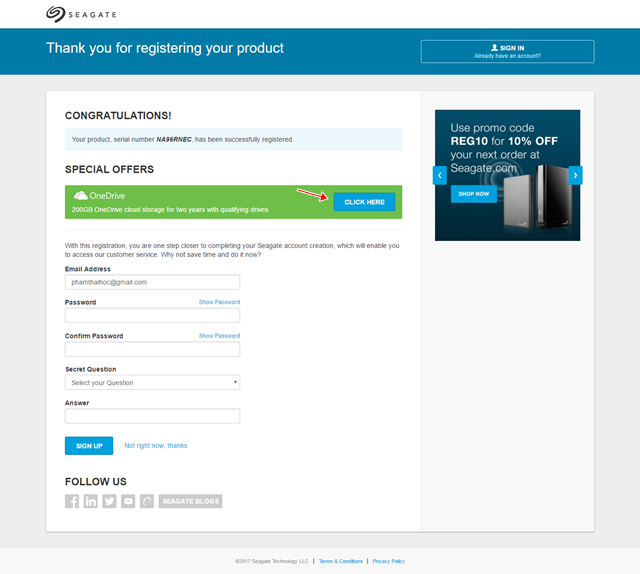 SEAGATE
Thank you for registering your product
SIGN IN
Already have an account?
CONGRATULATIONS!
Your product, serial number NA96RNEC, has been successfully registered.
SPECIAL OFFERS
OneDrive
200GB OneDrive cloud storage for two years with qualifying drives
CLICK HERE
Use promo code
REG10 for 10% OFF
your next order at
Seagate.com
SHOP NOW
With this registration, you are one step closer to completing your Seagate account creation, which will enable you
to access our customer service. Why not save time and do it now?
Email Address
phamthaihoc@gmail.com
Password Show Password
Confirm Password Show Password
Secret Question
Select your Question
Answer
SIGN UP Not right now, thanks
FOLLOW US
SEAGATE BLOGS
©2017 Seagate Technology LLC | Terms & Conditions | Privacy Policy